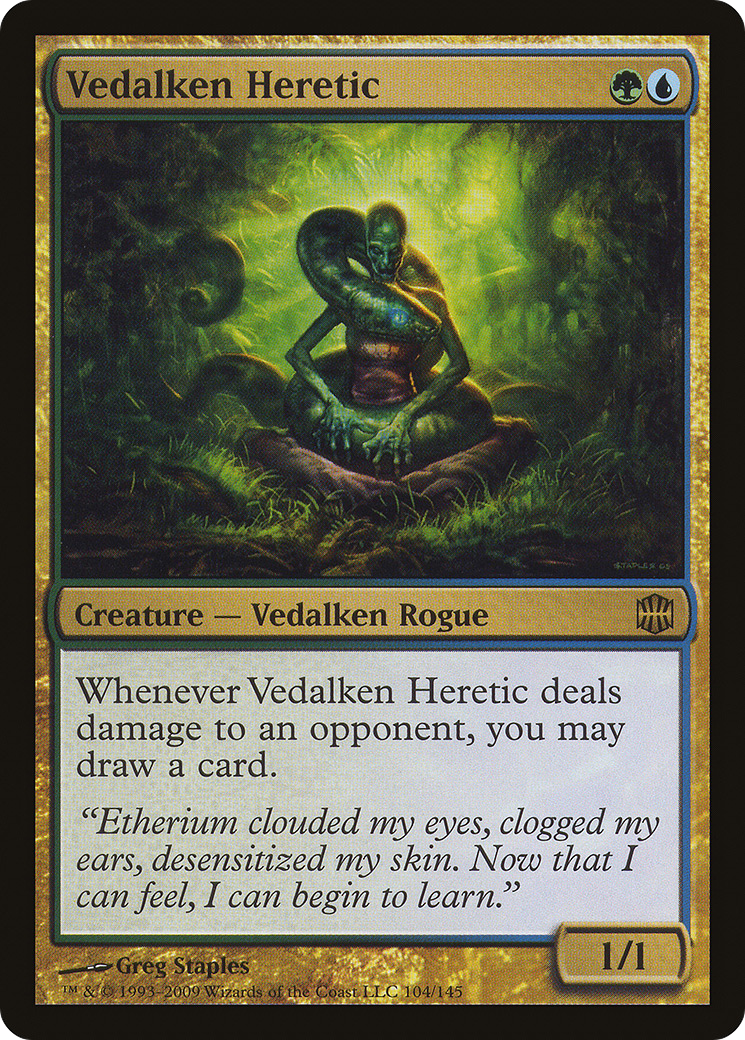 Vedalken Heretic
STAPLES 08
Creature — Vedalken Rogue
Whenever Vedalken Heretic deals
damage to an opponent, you may
draw a card.
“Etherium clouded my eyes, clogged my
ears, desensitized my skin. Now that I
can feel, I can begin to learn.”
1/1
Greg Staples
™ & © 1993–2009 Wizards of the Coast LLC 104/145